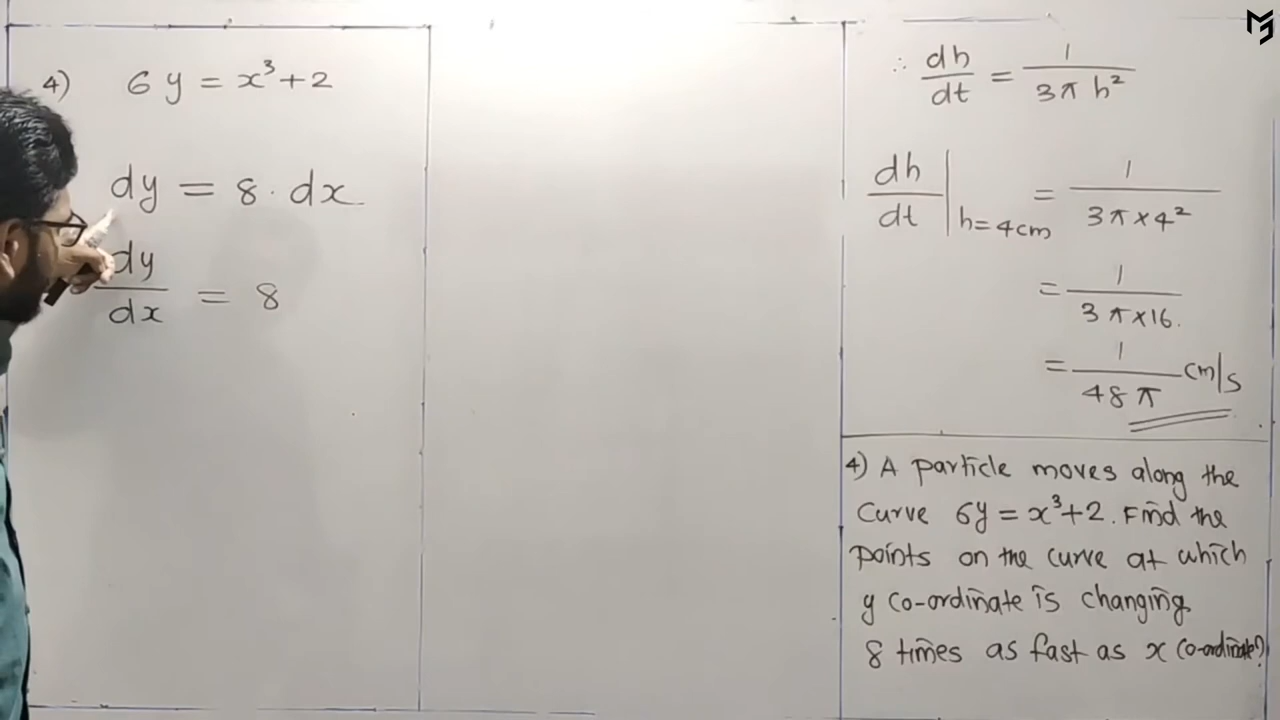 4) 6 y = x³ + 2
dy = 8 · dx
dy/dx = 8
∴ dh/dt = 1/(3π h²)
dh/dt |h=4cm = 1/(3π×4²)
= 1/(3π×16.)
= 1/(48π) cm/s
4) A particle moves along the
curve 6y = x³+2. Find the
points on the curve at which
y co-ordinate is changing
8 times as fast as x co-ordinate?